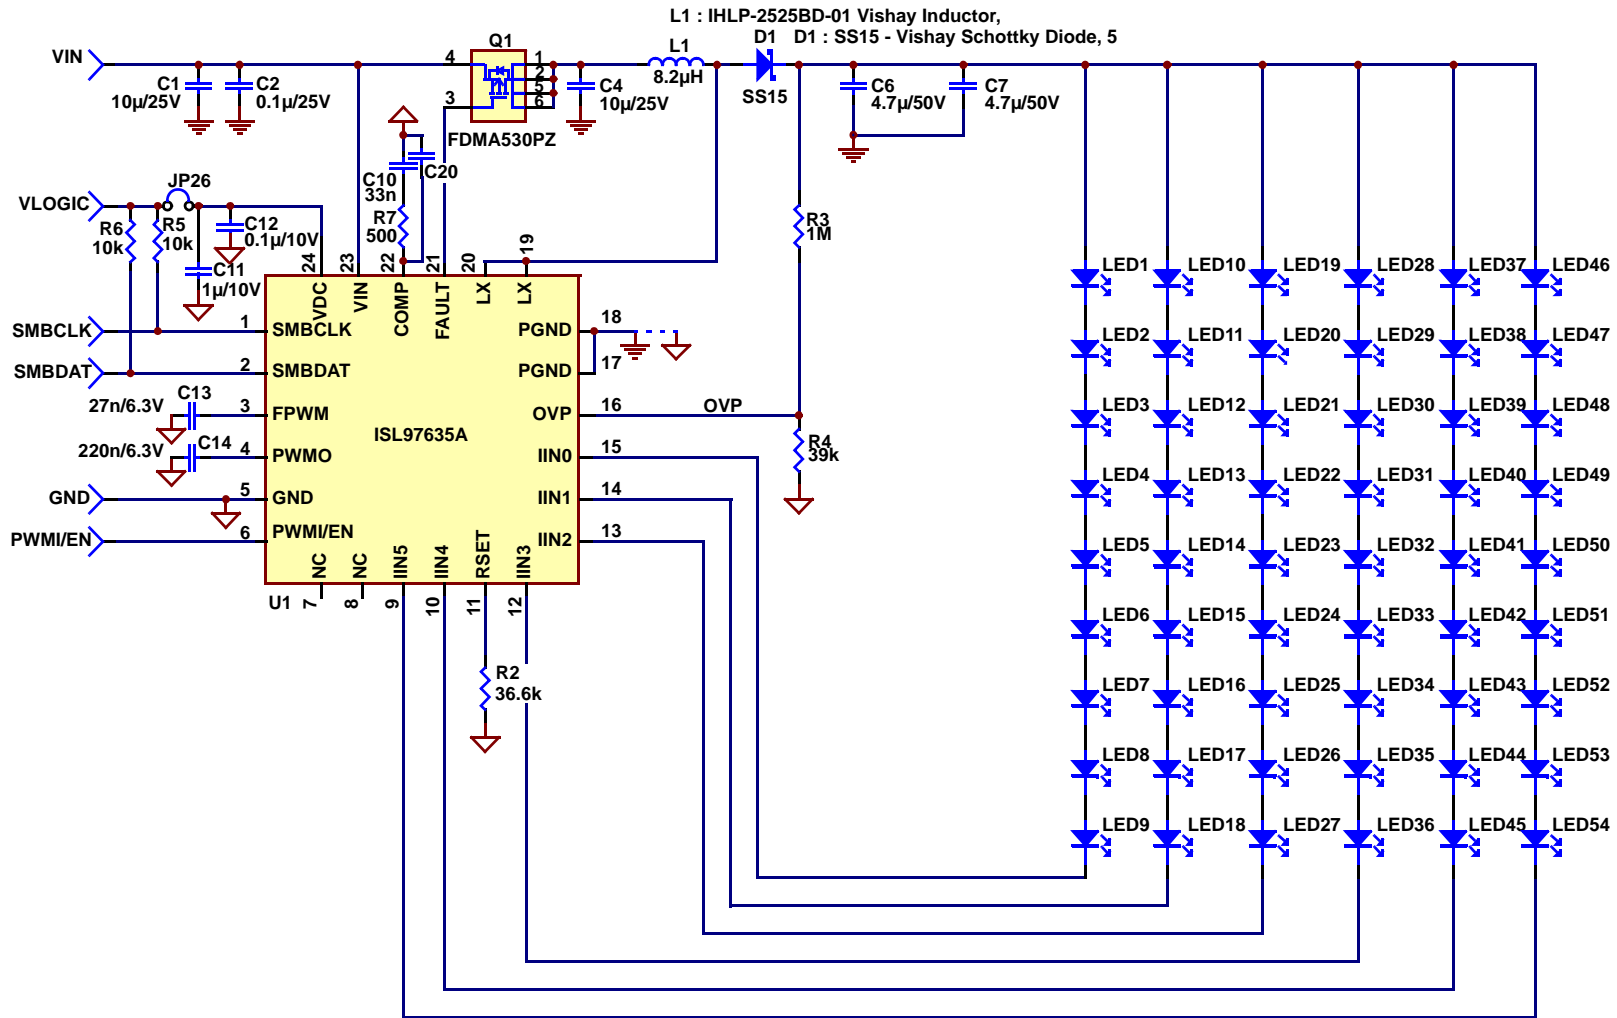 L1 : IHLP-2525BD-01 Vishay Inductor,
D1 D1 : SS15 - Vishay Schottky Diode, 5
VIN
Q1
L1
4
1
2
5
6
3
8.2µH
SS15
C1
10µ/25V
C2
0.1µ/25V
C4
10µ/25V
C6
4.7µ/50V
C7
4.7µ/50V
FDMA530PZ
C10
33n
C20
R7
500
JP26
VLOGIC
R6
10k
R5
10k
C12
0.1µ/10V
C11
1µ/10V
R3
1M
24
23
22
21
20
19
VDC
VIN
COMP
FAULT
LX
LX
SMBCLK
1
SMBCLK
PGND
18
SMBDAT
2
SMBDAT
PGND
17
27n/6.3V
C13
3
FPWM
OVP
16
OVP
ISL97635A
220n/6.3V
C14
4
PWMO
IIN0
15
R4
39k
GND
5
GND
IIN1
14
PWMI/EN
6
PWMI/EN
IIN2
13
NC
NC
IIN5
IIN4
RSET
IIN3
U1
7
8
9
10
11
12
R2
36.6k
LED1 LED10 LED19 LED28 LED37 LED46
LED2 LED11 LED20 LED29 LED38 LED47
LED3 LED12 LED21 LED30 LED39 LED48
LED4 LED13 LED22 LED31 LED40 LED49
LED5 LED14 LED23 LED32 LED41 LED50
LED6 LED15 LED24 LED33 LED42 LED51
LED7 LED16 LED25 LED34 LED43 LED52
LED8 LED17 LED26 LED35 LED44 LED53
LED9 LED18 LED27 LED36 LED45 LED54